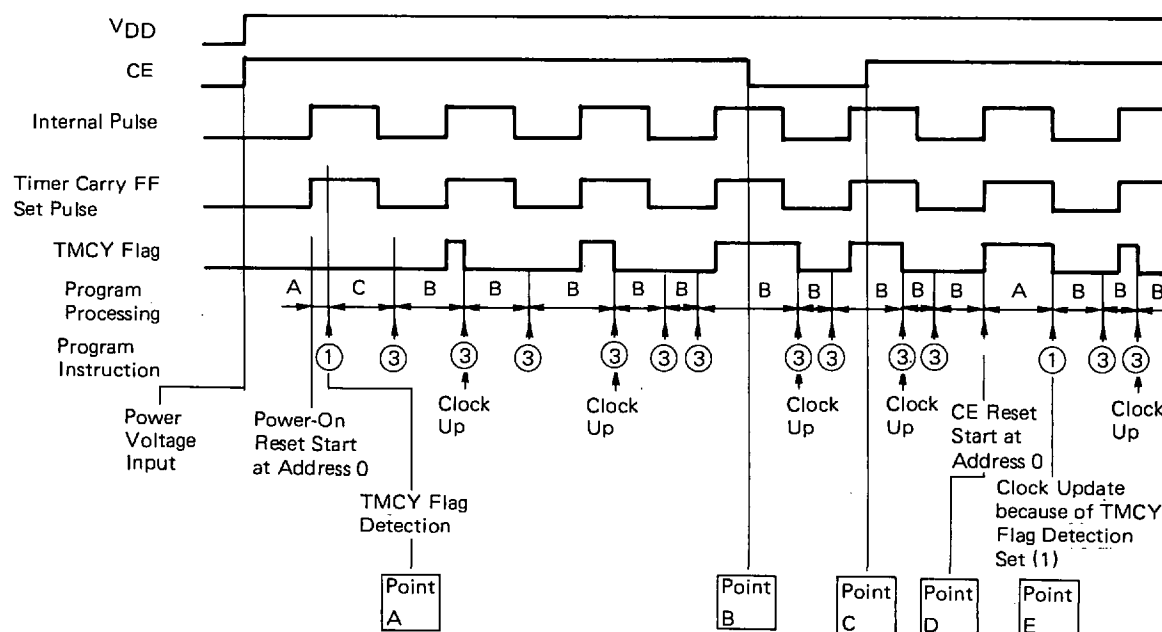 VDD
CE
Internal Pulse
Timer Carry FF
Set Pulse
TMCY Flag
Program
Processing
A C B B B B B B B B B B B A B B
Program
Instruction
① ③ ③ ③ ③ ③ ③ ③ ③ ③ ③ ① ③ ③
Clock
Up
Clock
Up
Clock
Up
Clock
Up
Clock
Up
Power
Voltage
Input
Power-On
Reset Start
at Address 0
CE Reset
Start at
Address 0
TMCY Flag
Detection
Clock Update
because of TMCY
Flag Detection
Set (1)
Point
A
Point
B
Point
C
Point
D
Point
E